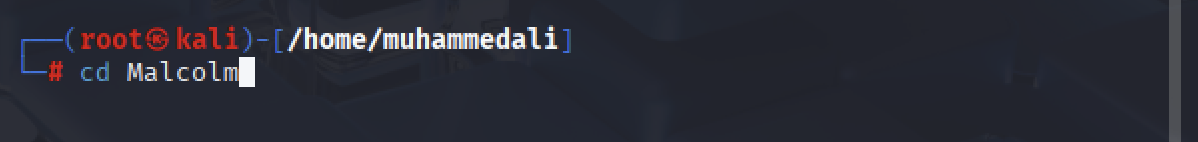 ┌──(root㉿kali)-[/home/muhammedali]
└─# cd Malcolm